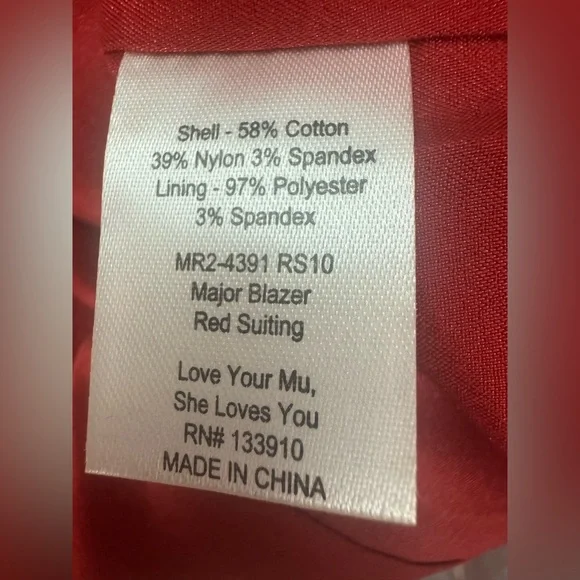 Shell - 58% Cotton
39% Nylon 3% Spandex
Lining - 97% Polyester
3% Spandex
MR2-4391 RS10
Major Blazer
Red Suiting
Love Your Mu,
She Loves You
RN# 133910
MADE IN CHINA